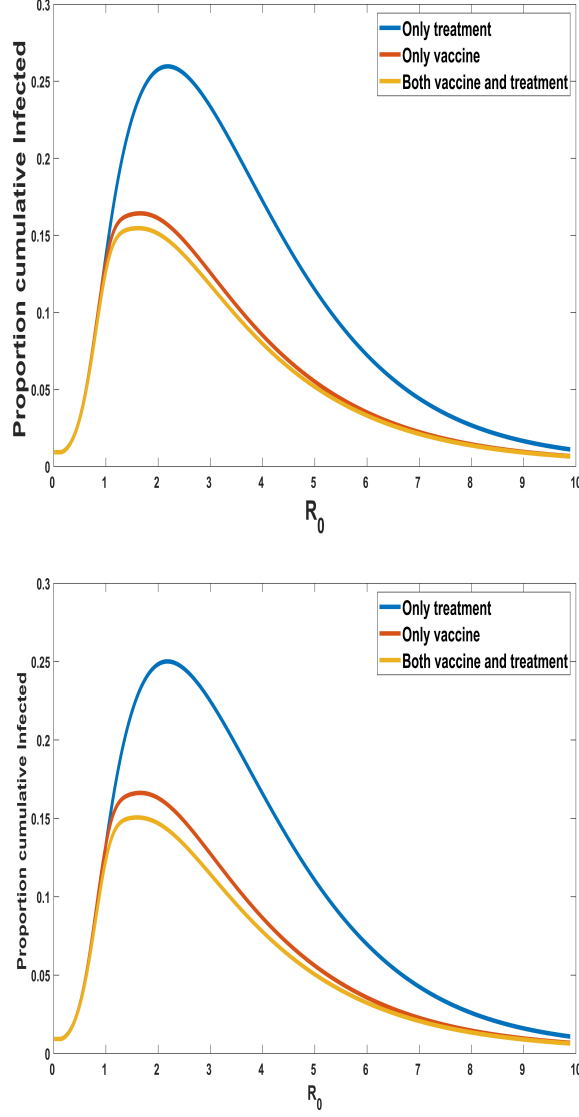 0.3
0.25
0.2
0.15
0.1
0.05
0
Proportion cumulative Infected
Only treatment
Only vaccine
Both vaccine and treatment
0 1 2 3 4 5 6 7 8 9 10
R0
0.3
0.25
0.2
0.15
0.1
0.05
0
Proportion cumulative Infected
Only treatment
Only vaccine
Both vaccine and treatment
0 1 2 3 4 5 6 7 8 9 10
R0